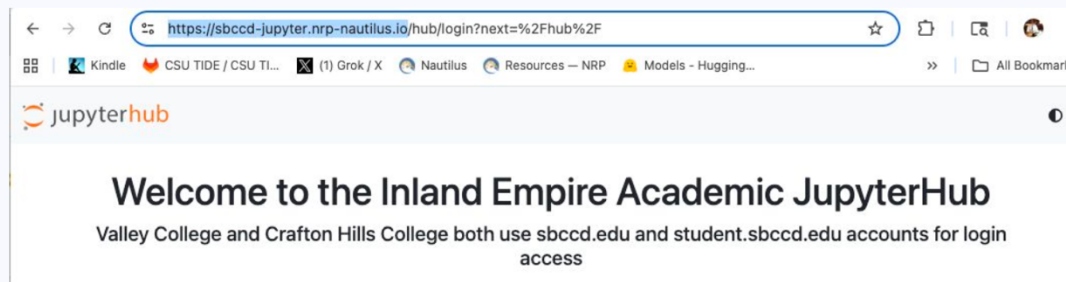 https://sbccd-jupyter.nrp-nautilus.io/hub/login?next=%2Fhub%2F
Kindle CSU TIDE / CSU TI... (1) Grok / X Nautilus Resources — NRP Models - Hugging... » All Bookmar
jupyterhub
Welcome to the Inland Empire Academic JupyterHub
Valley College and Crafton Hills College both use sbccd.edu and student.sbccd.edu accounts for login
access